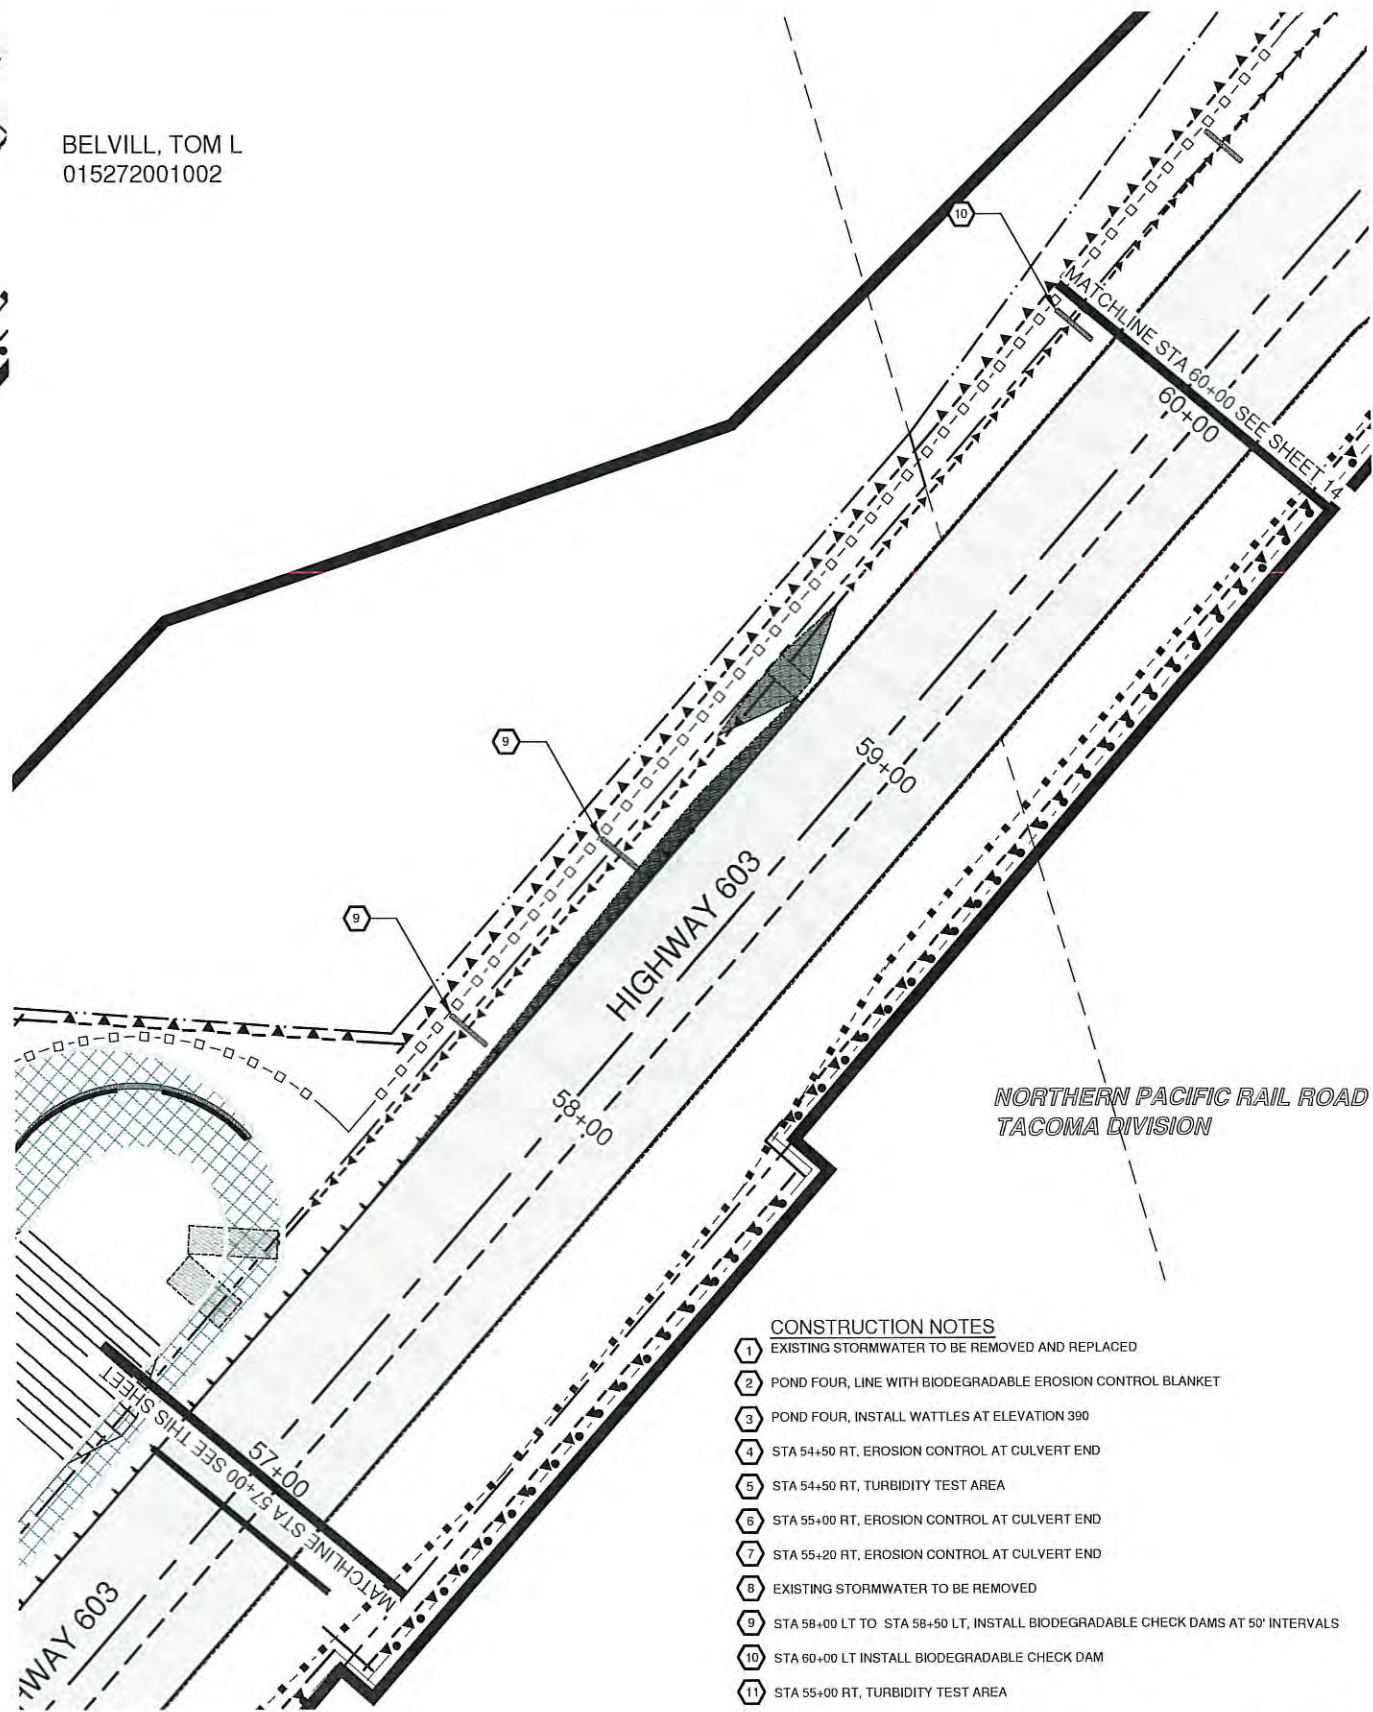 BELVILL, TOM L
015272001002
10
MATCHLINE STA 60+00 SEE SHEET 14
60+00
9
59+00
HIGHWAY 603
9
58+00
NORTHERN PACIFIC RAIL ROAD
TACOMA DIVISION
57+00
MATCHLINE STA 57+00 SEE THIS SHEET
HWAY 603
CONSTRUCTION NOTES
1 EXISTING STORMWATER TO BE REMOVED AND REPLACED
2 POND FOUR, LINE WITH BIODEGRADABLE EROSION CONTROL BLANKET
3 POND FOUR, INSTALL WATTLES AT ELEVATION 390
4 STA 54+50 RT, EROSION CONTROL AT CULVERT END
5 STA 54+50 RT, TURBIDITY TEST AREA
6 STA 55+00 RT, EROSION CONTROL AT CULVERT END
7 STA 55+20 RT, EROSION CONTROL AT CULVERT END
8 EXISTING STORMWATER TO BE REMOVED
9 STA 58+00 LT TO STA 58+50 LT, INSTALL BIODEGRADABLE CHECK DAMS AT 50' INTERVALS
10 STA 60+00 LT INSTALL BIODEGRADABLE CHECK DAM
11 STA 55+00 RT, TURBIDITY TEST AREA